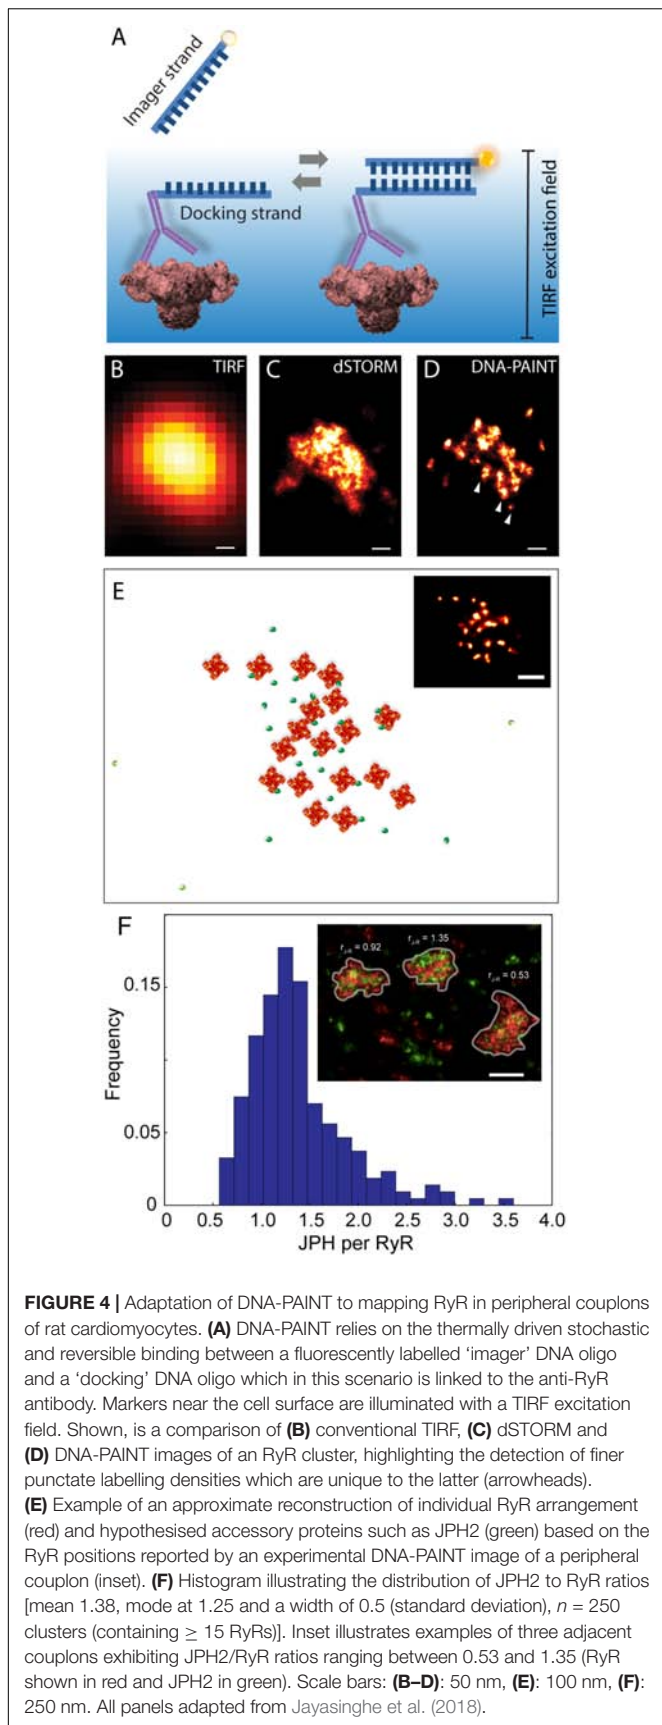 A
Imager strand
Docking strand
TIRF excitation field
B
TIRF
C
dSTORM
D
DNA-PAINT
E
F
r_J-R = 0.92
r_J-R = 1.35
r_J-R = 0.53
Frequency
0.15
0.05
0
0
0.5
1.0
1.5
2.0
2.5
3.0
3.5
4.0
JPH per RyR
FIGURE 4 | Adaptation of DNA-PAINT to mapping RyR in peripheral couplons
of rat cardiomyocytes. (A) DNA-PAINT relies on the thermally driven stochastic
and reversible binding between a fluorescently labelled ‘imager’ DNA oligo
and a ‘docking’ DNA oligo which in this scenario is linked to the anti-RyR
antibody. Markers near the cell surface are illuminated with a TIRF excitation
field. Shown, is a comparison of (B) conventional TIRF, (C) dSTORM and
(D) DNA-PAINT images of an RyR cluster, highlighting the detection of finer
punctate labelling densities which are unique to the latter (arrowheads).
(E) Example of an approximate reconstruction of individual RyR arrangement
(red) and hypothesised accessory proteins such as JPH2 (green) based on the
RyR positions reported by an experimental DNA-PAINT image of a peripheral
couplon (inset). (F) Histogram illustrating the distribution of JPH2 to RyR ratios
[mean 1.38, mode at 1.25 and a width of 0.5 (standard deviation), n = 250
clusters (containing ≥ 15 RyRs)]. Inset illustrates examples of three adjacent
couplons exhibiting JPH2/RyR ratios ranging between 0.53 and 1.35 (RyR
shown in red and JPH2 in green). Scale bars: (B–D): 50 nm, (E): 100 nm, (F):
250 nm. All panels adapted from Jayasinghe et al. (2018).